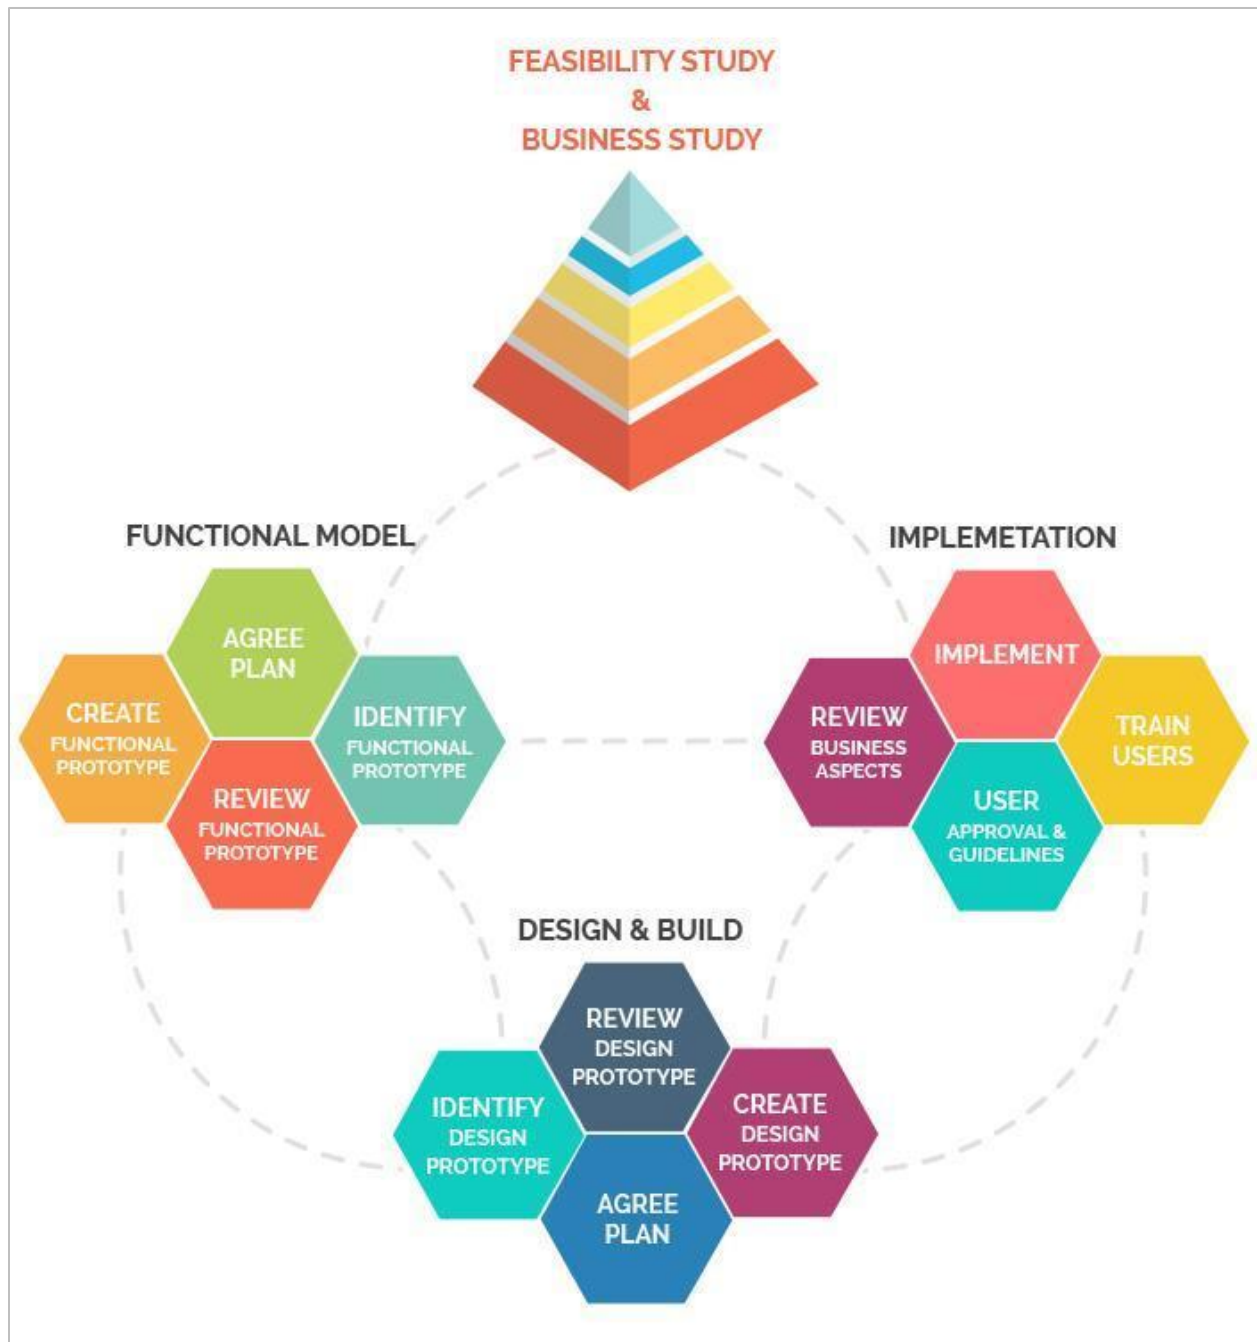 FEASIBILITY STUDY
&
BUSINESS STUDY
FUNCTIONAL MODEL
AGREE
PLAN
CREATE
FUNCTIONAL
PROTOTYPE
IDENTIFY
FUNCTIONAL
PROTOTYPE
REVIEW
FUNCTIONAL
PROTOTYPE
IMPLEMETATION
IMPLEMENT
REVIEW
BUSINESS
ASPECTS
TRAIN
USERS
USER
APPROVAL &
GUIDELINES
DESIGN & BUILD
REVIEW
DESIGN
PROTOTYPE
IDENTIFY
DESIGN
PROTOTYPE
CREATE
DESIGN
PROTOTYPE
AGREE
PLAN